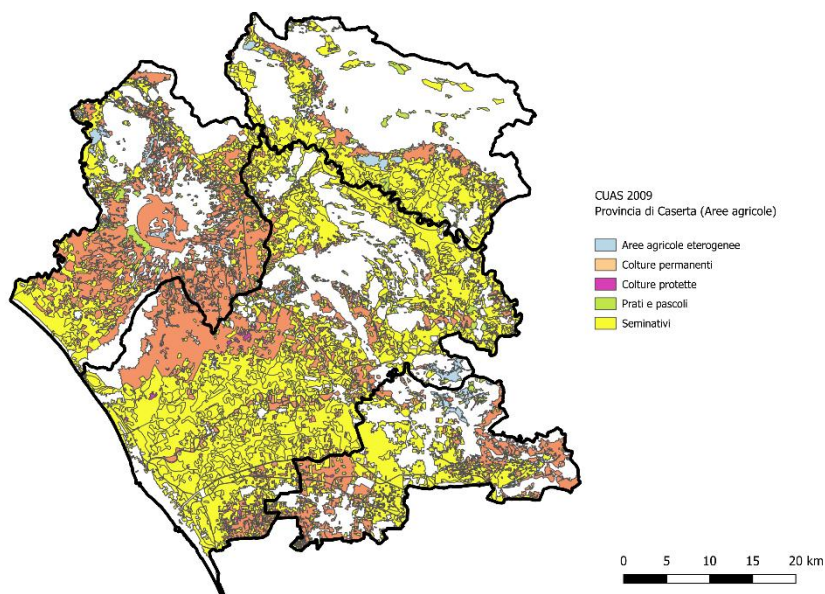 CUAS 2009
Provincia di Caserta (Aree agricole)
Aree agricole eterogenee
Colture permanenti
Colture protette
Prati e pascoli
Seminativi
0 5 10 15 20 km